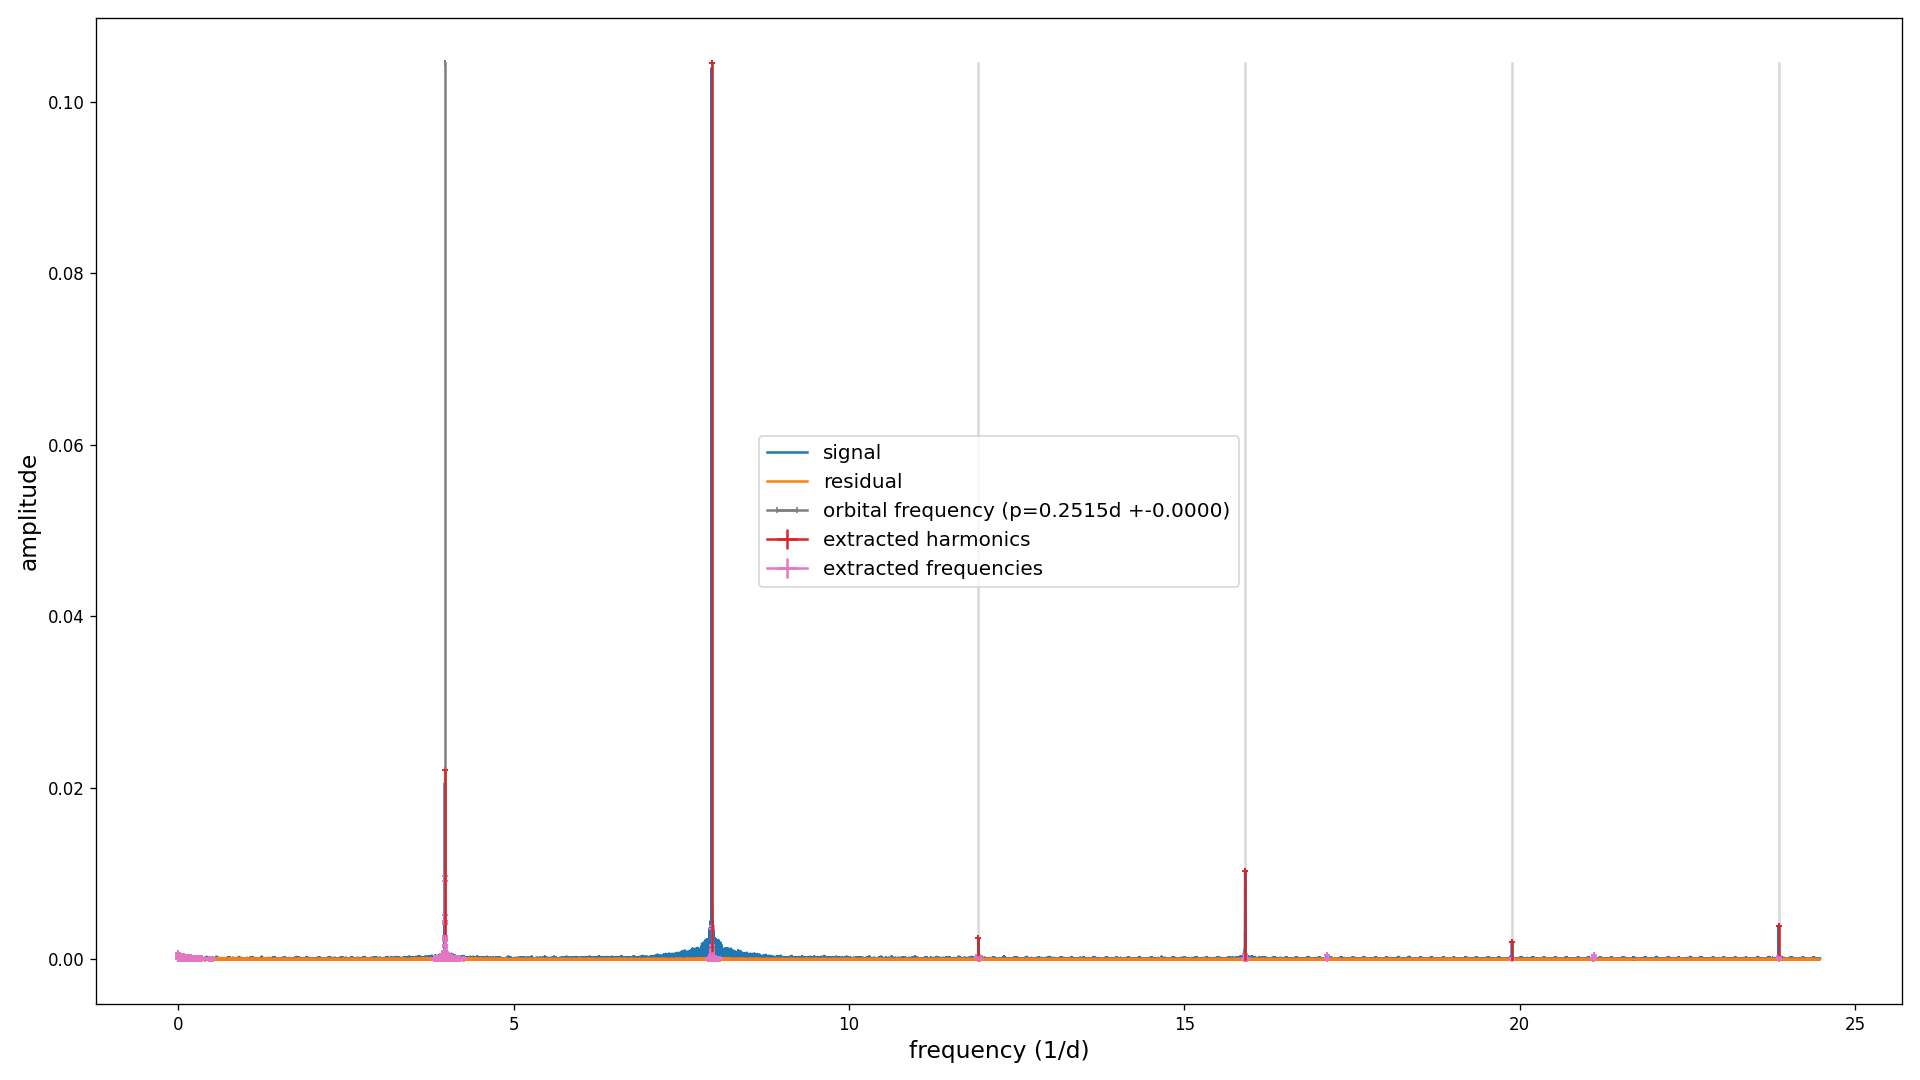 0.10
0.08
0.06
0.04
0.02
0.00
amplitude
signal
residual
orbital frequency (p=0.2515d +-0.0000)
extracted harmonics
extracted frequencies
0 5 10 15 20 25
frequency (1/d)